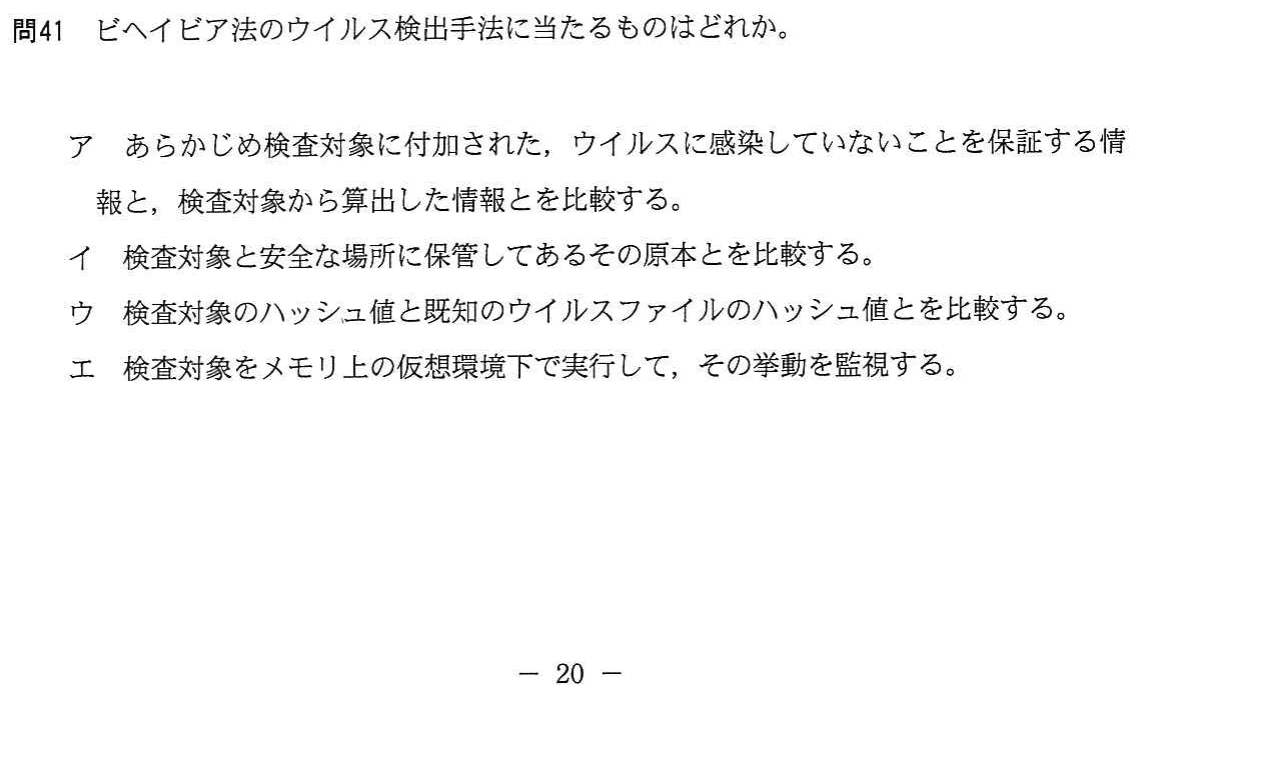 問41　ビヘイビア法のウイルス検出手法に当たるものはどれか。
ア　あらかじめ検査対象に付加された，ウイルスに感染していないことを保証する情
報と，検査対象から算出した情報とを比較する。
イ　検査対象と安全な場所に保管してあるその原本とを比較する。
ウ　検査対象のハッシュ値と既知のウイルスファイルのハッシュ値とを比較する。
エ　検査対象をメモリ上の仮想環境下で実行して，その挙動を監視する。
－ 20 －